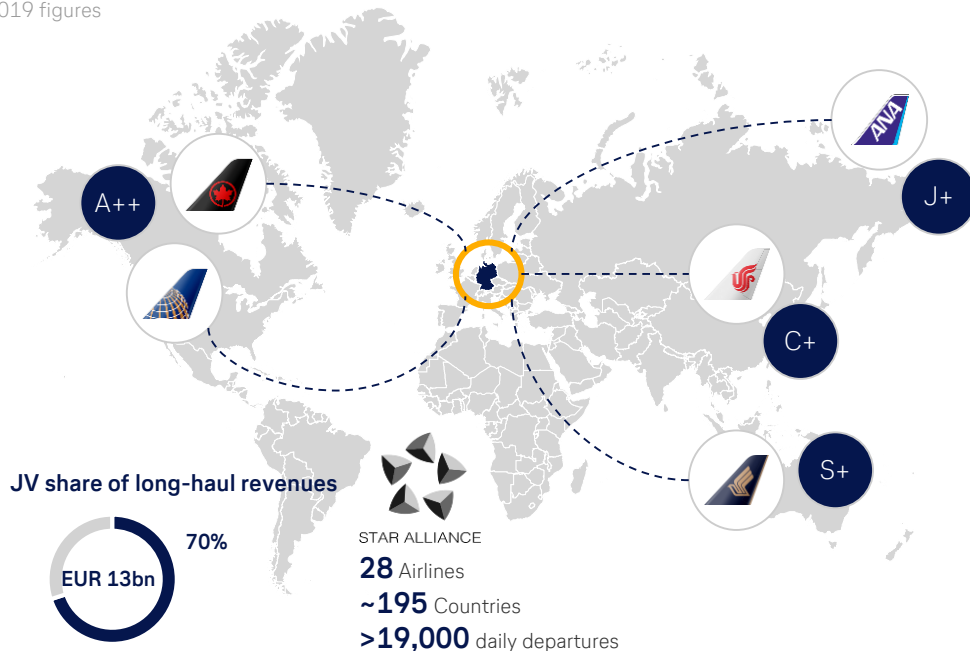 019 figures
ANA
A++
J+
C+
S+
JV share of long-haul revenues
70%
EUR 13bn
STAR ALLIANCE
28 Airlines
~195 Countries
>19,000 daily departures